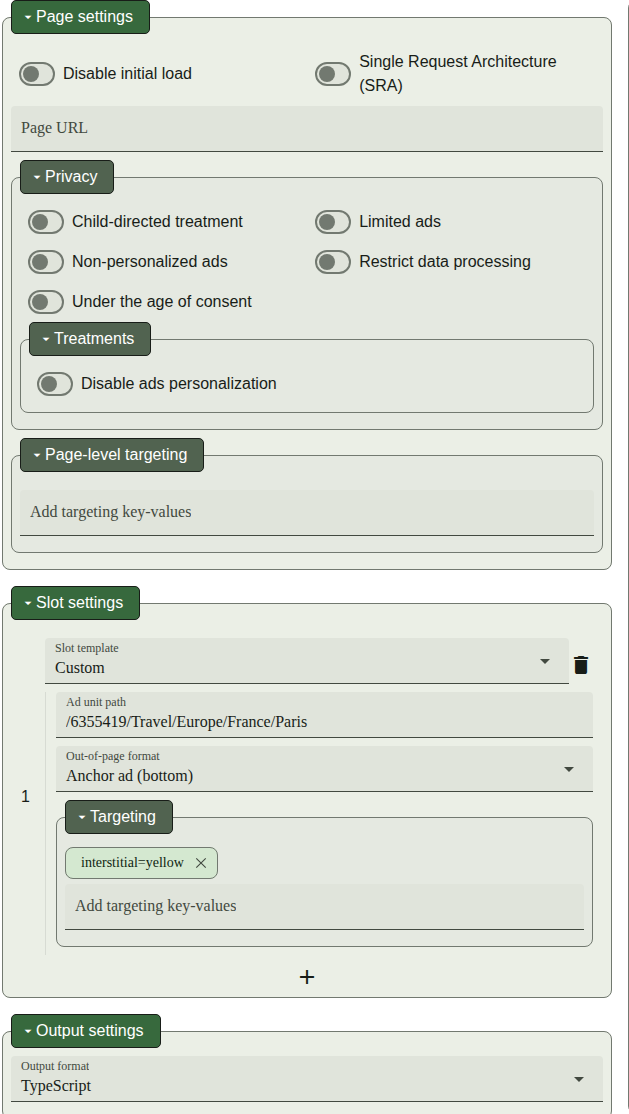 Page settings
Disable initial load
Single Request Architecture
(SRA)
Page URL
Privacy
Child-directed treatment
Limited ads
Non-personalized ads
Restrict data processing
Under the age of consent
Treatments
Disable ads personalization
Page-level targeting
Add targeting key-values
Slot settings
Slot template
Custom
1
Ad unit path
/6355419/Travel/Europe/France/Paris
Out-of-page format
Anchor ad (bottom)
Targeting
interstitial=yellow
Add targeting key-values
+
Output settings
Output format
TypeScript